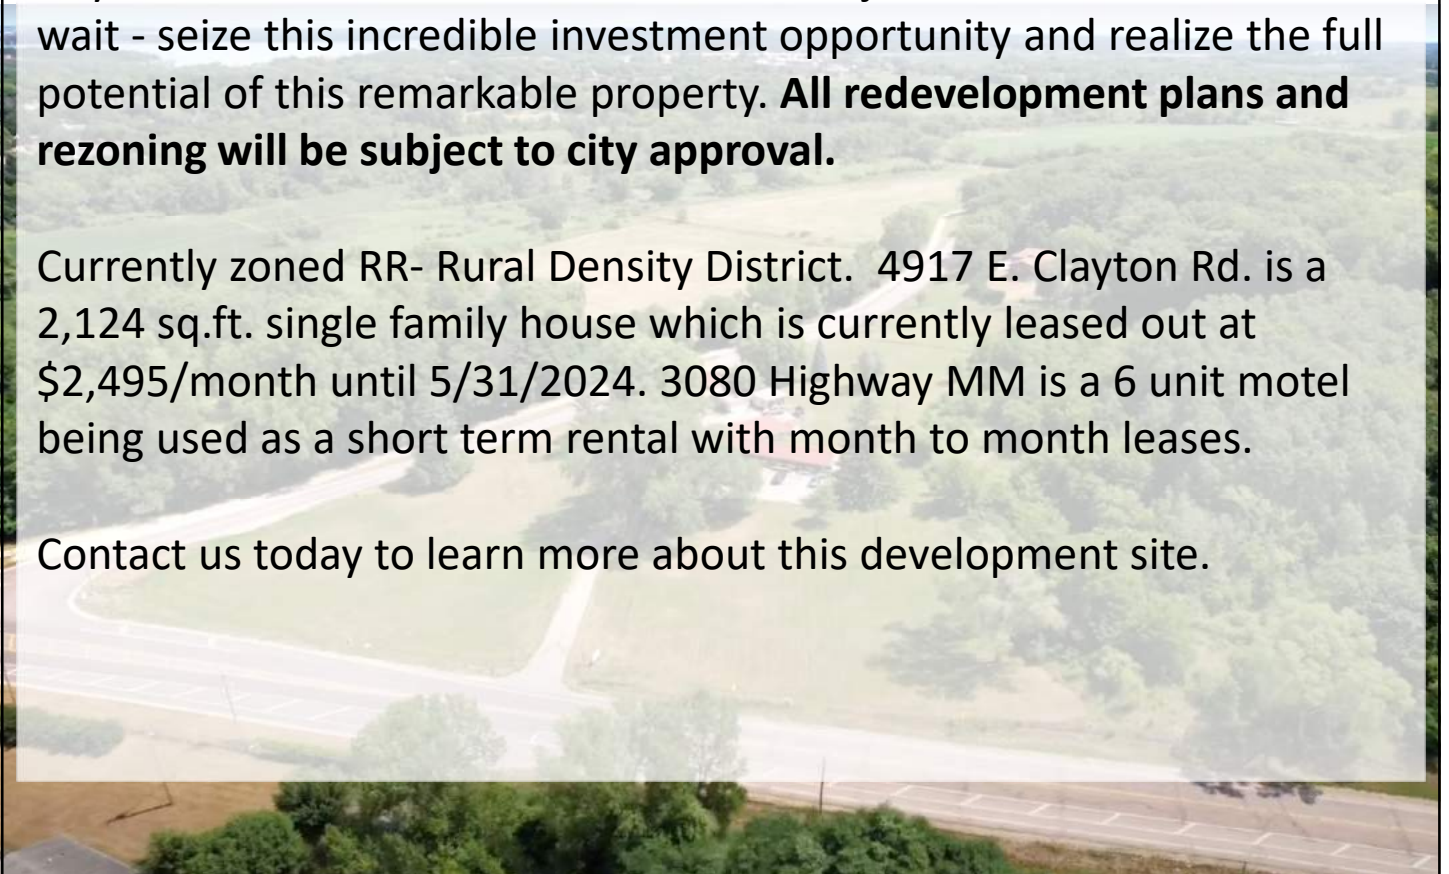 wait - seize this incredible investment opportunity and realize the full
potential of this remarkable property. All redevelopment plans and
rezoning will be subject to city approval.
Currently zoned RR- Rural Density District.  4917 E. Clayton Rd. is a
2,124 sq.ft. single family house which is currently leased out at
$2,495/month until 5/31/2024. 3080 Highway MM is a 6 unit motel
being used as a short term rental with month to month leases.
Contact us today to learn more about this development site.